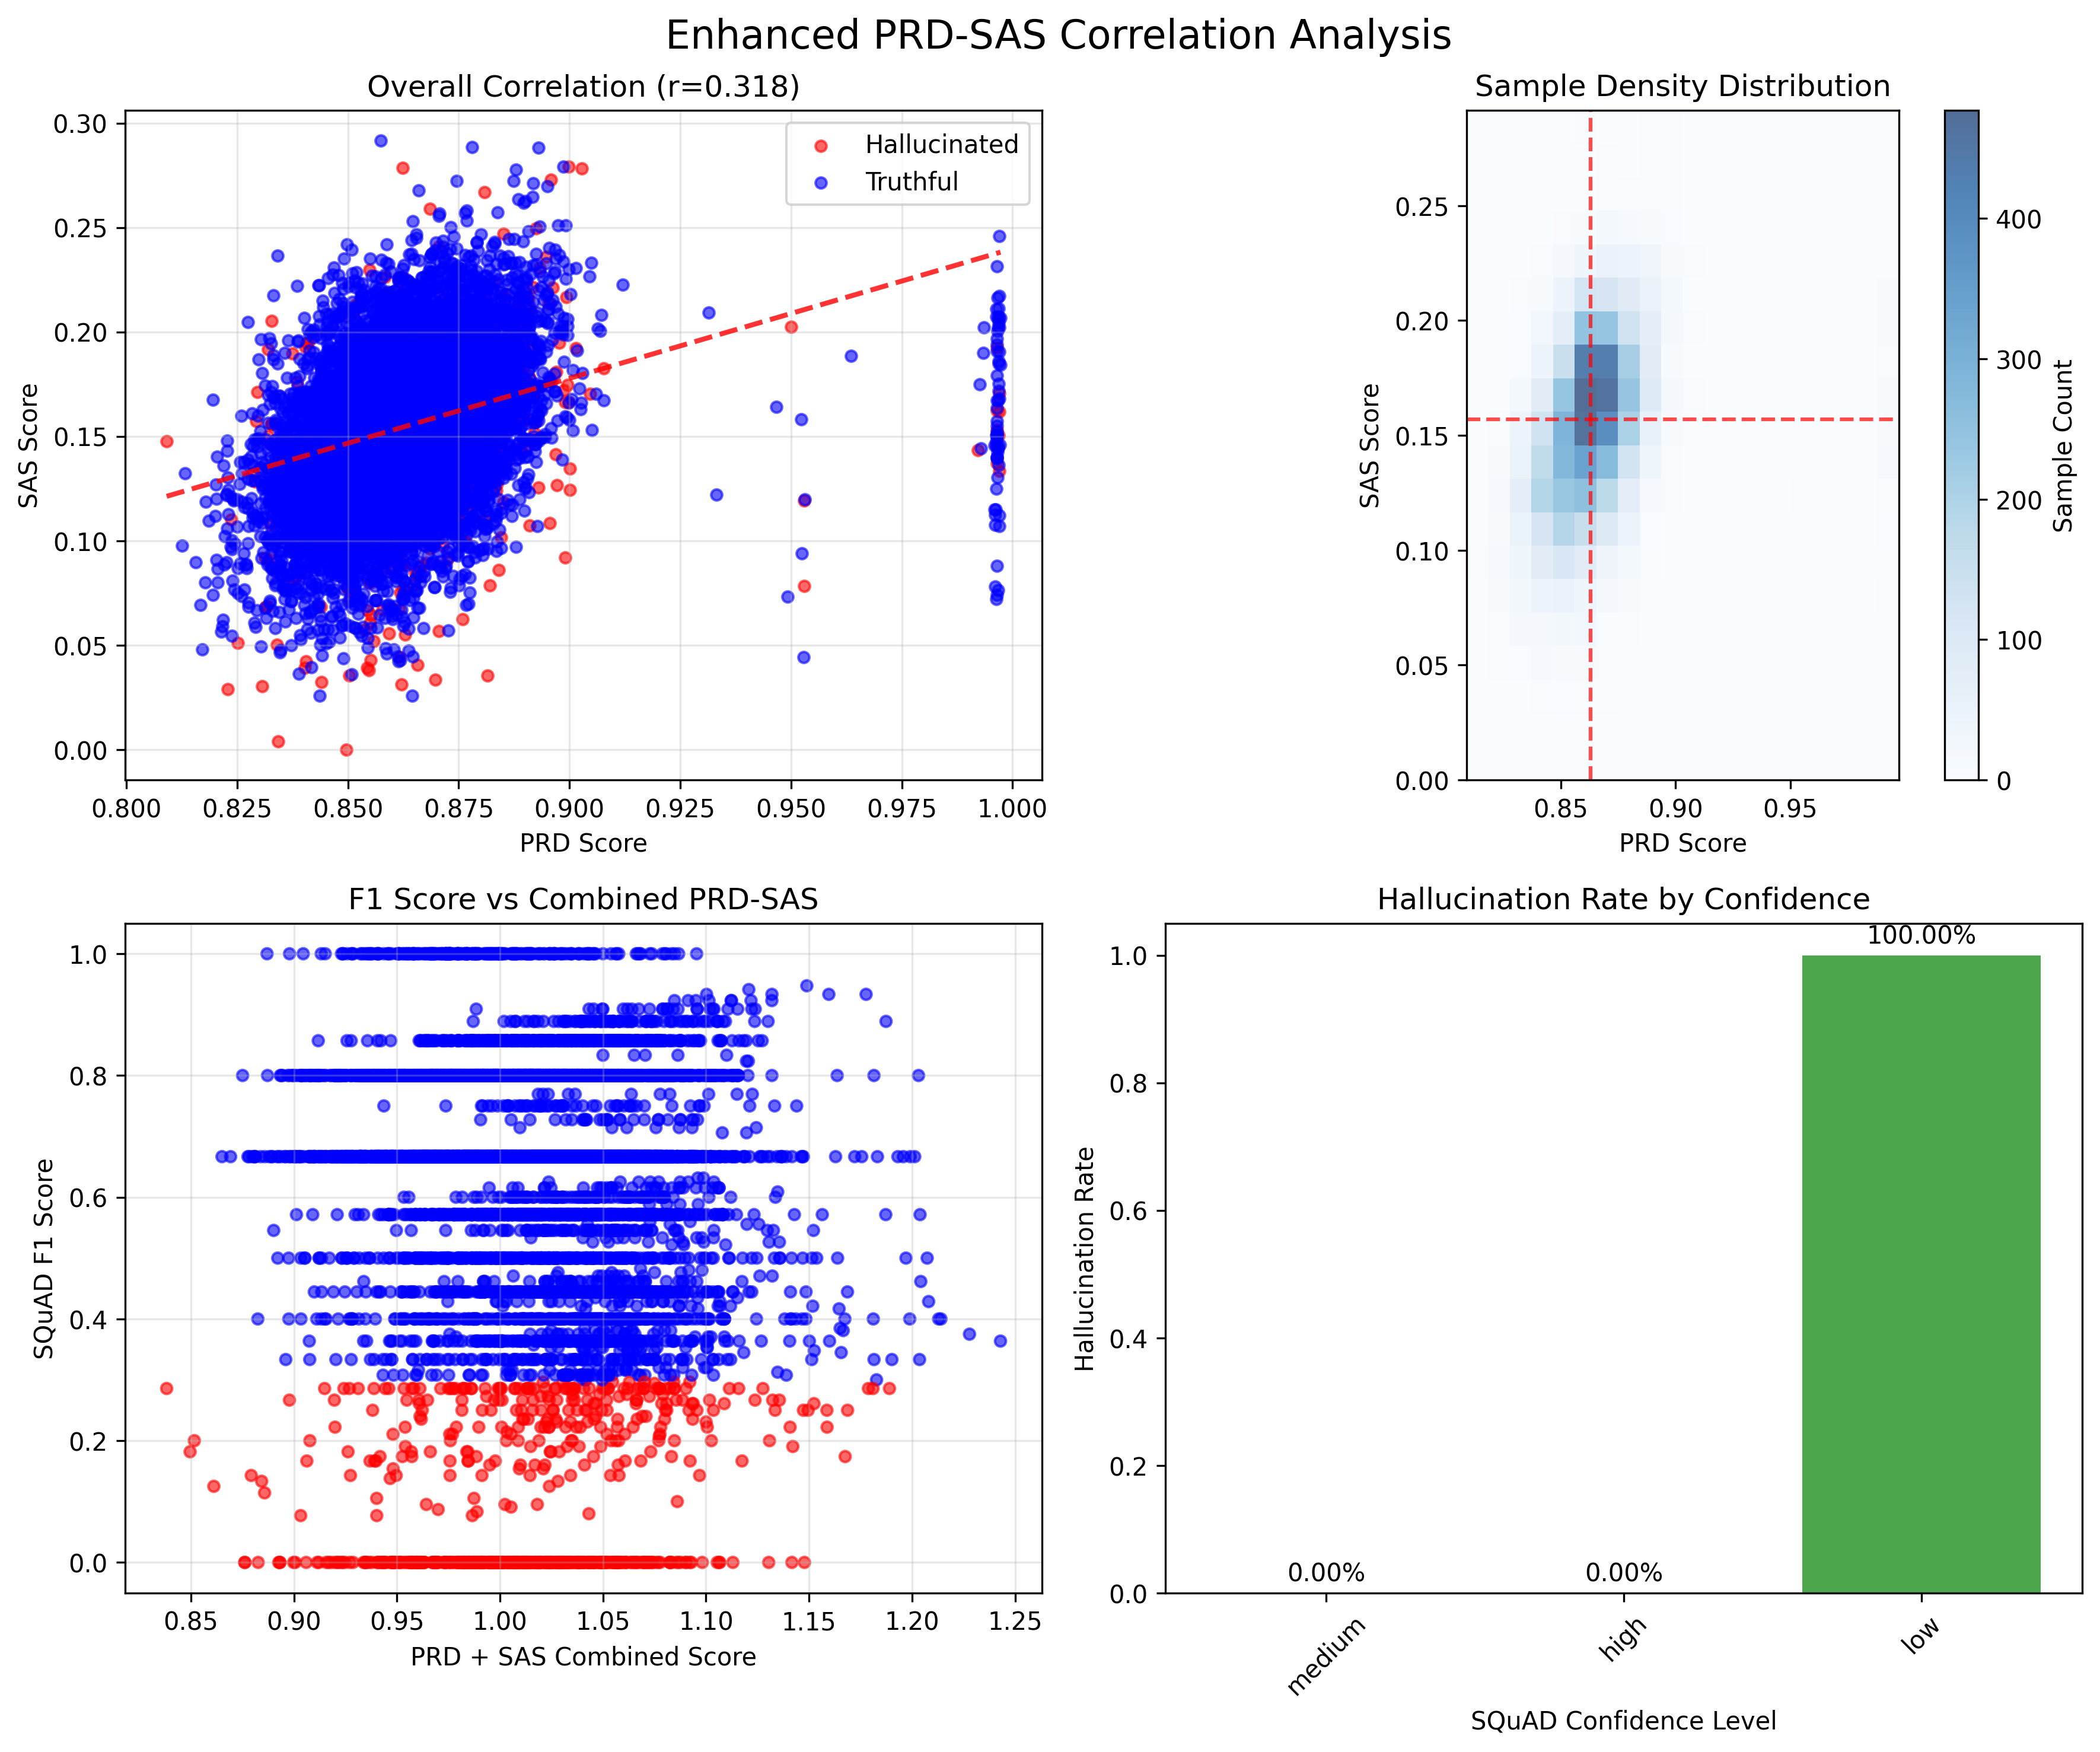 Enhanced PRD-SAS Correlation Analysis
Overall Correlation (r=0.318)
SAS Score
0.30
0.25
0.20
0.15
0.10
0.05
0.00
Hallucinated
Truthful
0.800 0.825 0.850 0.875 0.900 0.925 0.950 0.975 1.000
PRD Score
Sample Density Distribution
SAS Score
0.25
0.20
0.15
0.10
0.05
0.00
0.85 0.90 0.95
PRD Score
400
300
200
100
0
Sample Count
F1 Score vs Combined PRD-SAS
SQuAD F1 Score
1.0
0.8
0.6
0.4
0.2
0.0
0.85 0.90 0.95 1.00 1.05 1.10 1.15 1.20 1.25
PRD + SAS Combined Score
Hallucination Rate by Confidence
Hallucination Rate
1.0
0.8
0.6
0.4
0.2
0.0
0.00%
0.00%
100.00%
medium
high
low
SQuAD Confidence Level